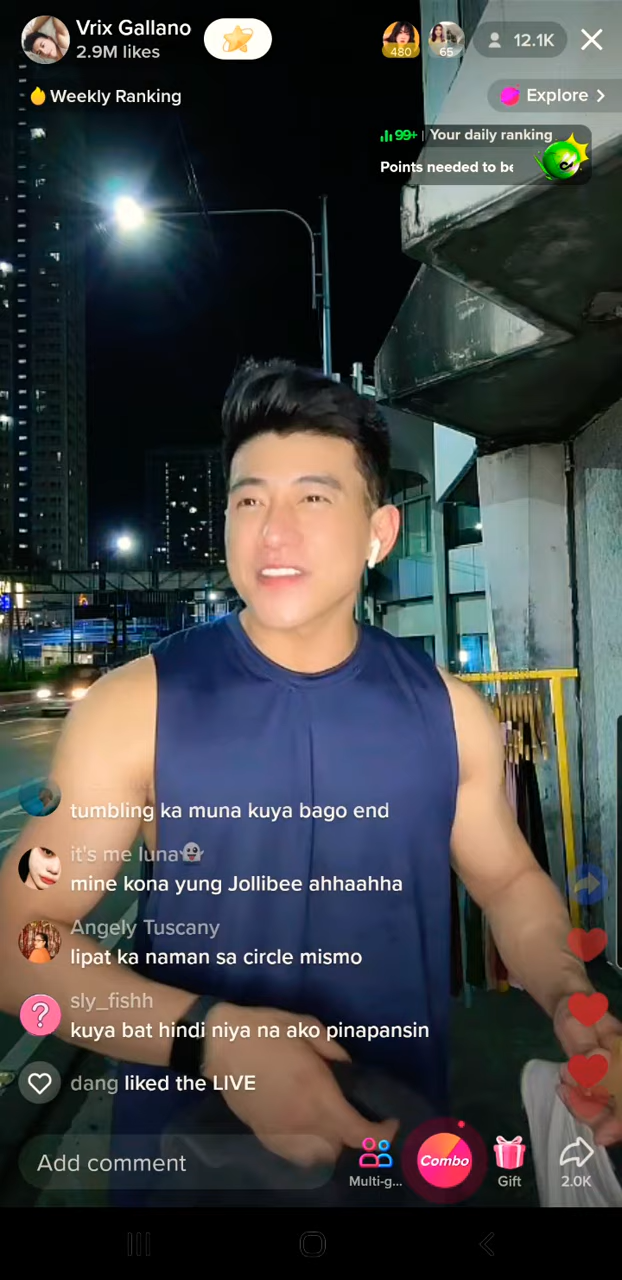 Vrix Gallano
2.9M likes
480
65
12.1K
Weekly Ranking
Explore
99+ | Your daily ranking
Points needed to be
tumbling ka muna kuya bago end
it's me luna👻
mine kona yung Jollibee ahhaahha
Angely Tuscany
lipat ka naman sa circle mismo
sly_fishh
kuya bat hindi niya na ako pinapansin
dang liked the LIVE
Add comment
Multi-g...
Combo
Gift
2.0K